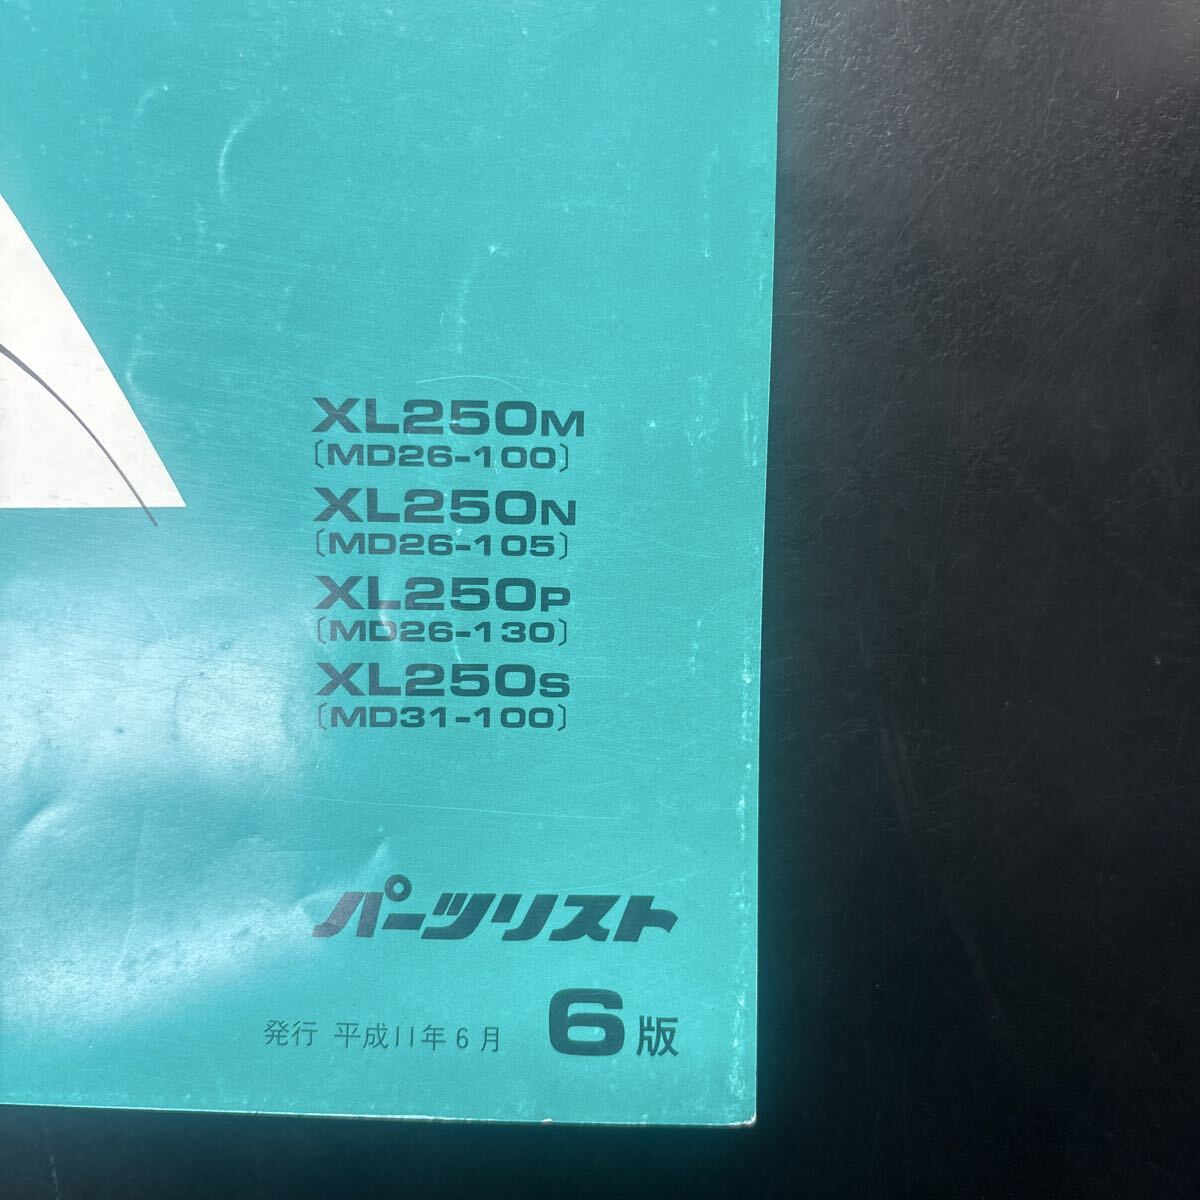 XL250M
〔MD26-100〕
XL250N
〔MD26-105〕
XL250P
〔MD26-130〕
XL250S
〔MD31-100〕
パーツリスト
発行 平成11年6月 6版